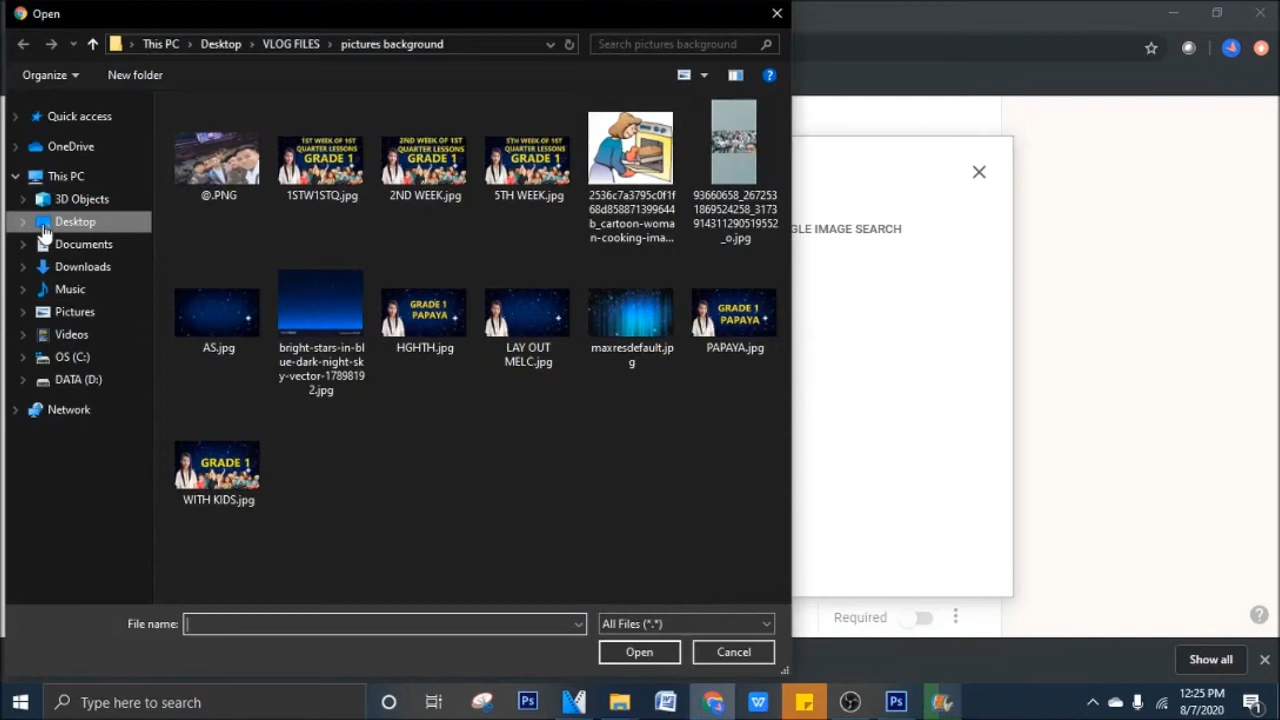 Open
This PC > Desktop > VLOG FILES > pictures background
Search pictures background
Organize
New folder
Quick access
OneDrive
This PC
3D Objects
Desktop
Documents
Downloads
Music
Pictures
Videos
OS (C:)
DATA (D:)
Network
1ST WEEK OF 1ST
QUARTER LESSONS
GRADE 1
2ND WEEK OF 1ST
QUARTER LESSONS
GRADE 1
5TH WEEK OF 1ST
QUARTER LESSONS
GRADE 1
@.PNG
1STW1STQ.jpg
2ND WEEK.jpg
5TH WEEK.jpg
2536c7a3795c0f1f
68d858871399644
b_cartoon-woma
n-cooking-ima...
93660658_267253
1869524258_3173
914311290519552
_o.jpg
GRADE 1
PAPAYA
GRADE 1
PAPAYA
AS.jpg
bright-stars-in-bl
ue-dark-night-sk
y-vector-1789819
2.jpg
HGHTH.jpg
LAY OUT
MELC.jpg
maxresdefault.jp
g
PAPAYA.jpg
GRADE 1
WITH KIDS.jpg
GLE IMAGE SEARCH
File name:
All Files (*.*)
Open
Cancel
Required
Show all
Type here to search
12:25 PM
8/7/2020